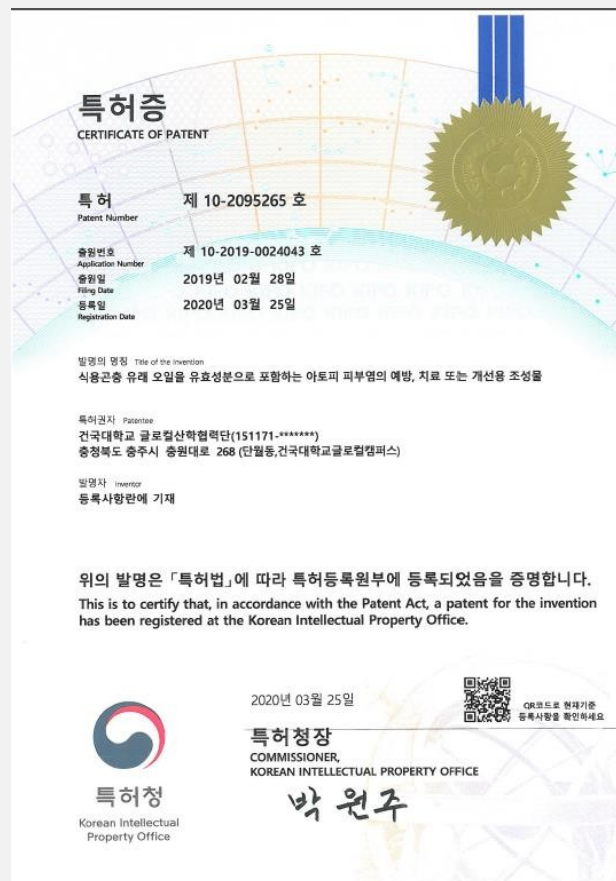 특허증
CERTIFICATE OF PATENT
특 허 제 10-2095265 호
Patent Number
출원번호 제 10-2019-0024043 호
Application Number
출원일 2019년 02월 28일
Filing Date
등록일 2020년 03월 25일
Registration Date
발명의 명칭 Title of the Invention
식용곤충 유래 오일을 유효성분으로 포함하는 아토피 피부염의 예방, 치료 또는 개선용 조성물
특허권자 Patentee
건국대학교 글로컬산학협력단(151171-*******)
충청북도 충주시 충원대로 268 (단월동,건국대학교글로컬캠퍼스)
발명자 Inventor
등록사항란에 기재
위의 발명은 「특허법」에 따라 특허등록원부에 등록되었음을 증명합니다.
This is to certify that, in accordance with the Patent Act, a patent for the invention
has been registered at the Korean Intellectual Property Office.
2020년 03월 25일
QR코드로 현재기준
등록사항을 확인하세요
특허청장
COMMISSIONER,
KOREAN INTELLECTUAL PROPERTY OFFICE
박원주
특허청
Korean Intellectual
Property Office